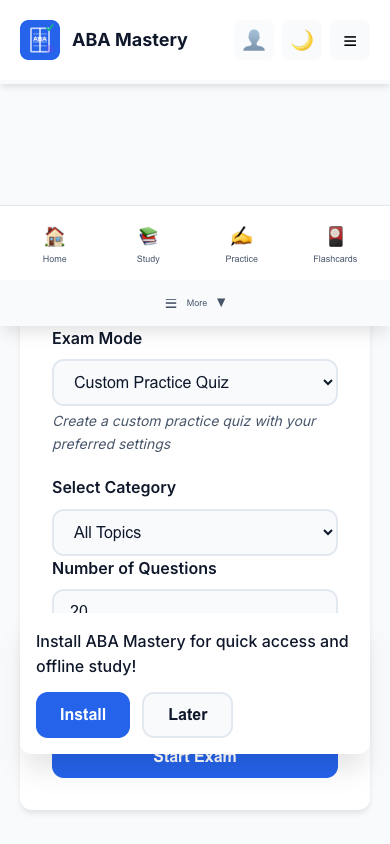 ABA
ABA Mastery
Home
Study
Practice
Flashcards
More
Exam Mode
Custom Practice Quiz
Create a custom practice quiz with your
preferred settings
Select Category
All Topics
Number of Questions
20
Install ABA Mastery for quick access and
offline study!
Install
Later
Start Exam